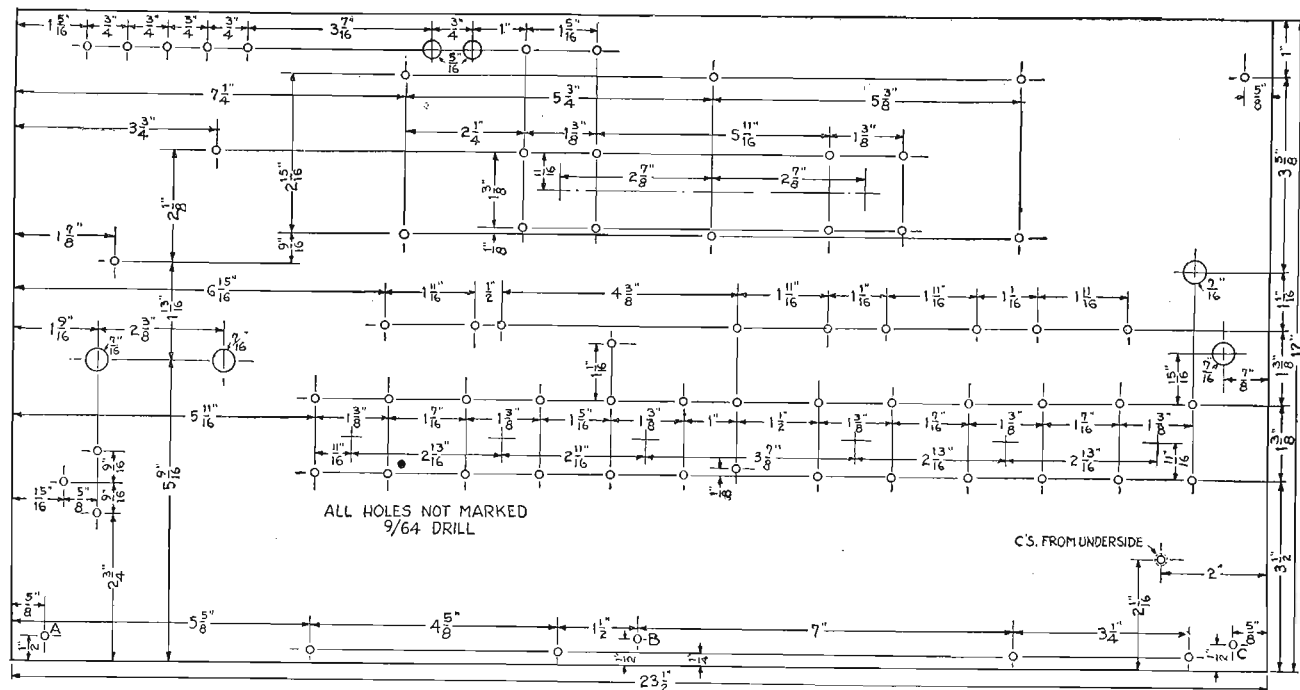 1 5/16" 3/4" 3/4" 3/4" 3/4" 3 7/16" 3/4" 1" 1 5/16"
5/16"
1"
5/8"
7 1/4" 5 3/4" 5 3/8"
3 3/4" 2 1/4" 1 3/8" 5 11/16" 1 3/8"
2 15/16" 11/16 3 5/8"
2 1/8" 1 3/8" 2 7/8" 2 7/8"
1 7/8" 9/16" 1/8"
6 15/16" 1 11/16" 1/2" 4 3/8" 1 11/16" 1 1/16" 1 11/16" 1 1/16 1 11/16
1 13/16" 7/16" 1 1/16"
1 9/16" 2 3/8" 17"
7/16" 7/16" 1 1/16" 15/16" 7/16" 7/8" 1 3/8"
5 11/16" 1 3/8" 1 7/16" 1 3/8" 1 5/16" 1 3/8" 1" 1 1/2" 1 3/8" 1 7/16" 1 3/8" 1 7/16" 1 3/8"
11/16" 2 13/16" 2 11/16" 3 7/8" 2 13/16" 2 13/16" 11/16" 1 3/8"
9/16" 5 9/16" 1/8"
15/16" 5/8" 9/16"
ALL HOLES NOT MARKED
9/64 DRILL
C'S. FROM UNDERSIDE
2 3/4" 2" 3 1/2"
2 1/16"
5/8" 5 5/8" 4 5/8" 1 1/2" 7" 3 1/4" 5/8"
A B C
1/2" 1/2" 1/4" 1/2"
23 1/2"